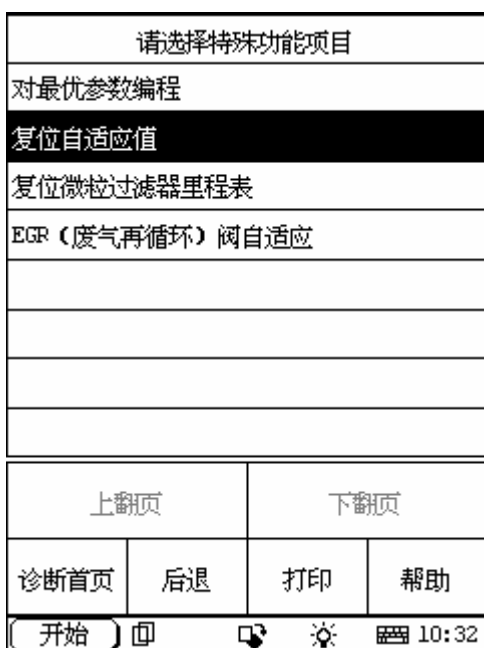 请选择特殊功能项目
对最优参数编程
复位自适应值
复位微粒过滤器里程表
EGR（废气再循环）阀自适应
上翻页 下翻页
诊断首页 后退 打印 帮助
开始 10:32